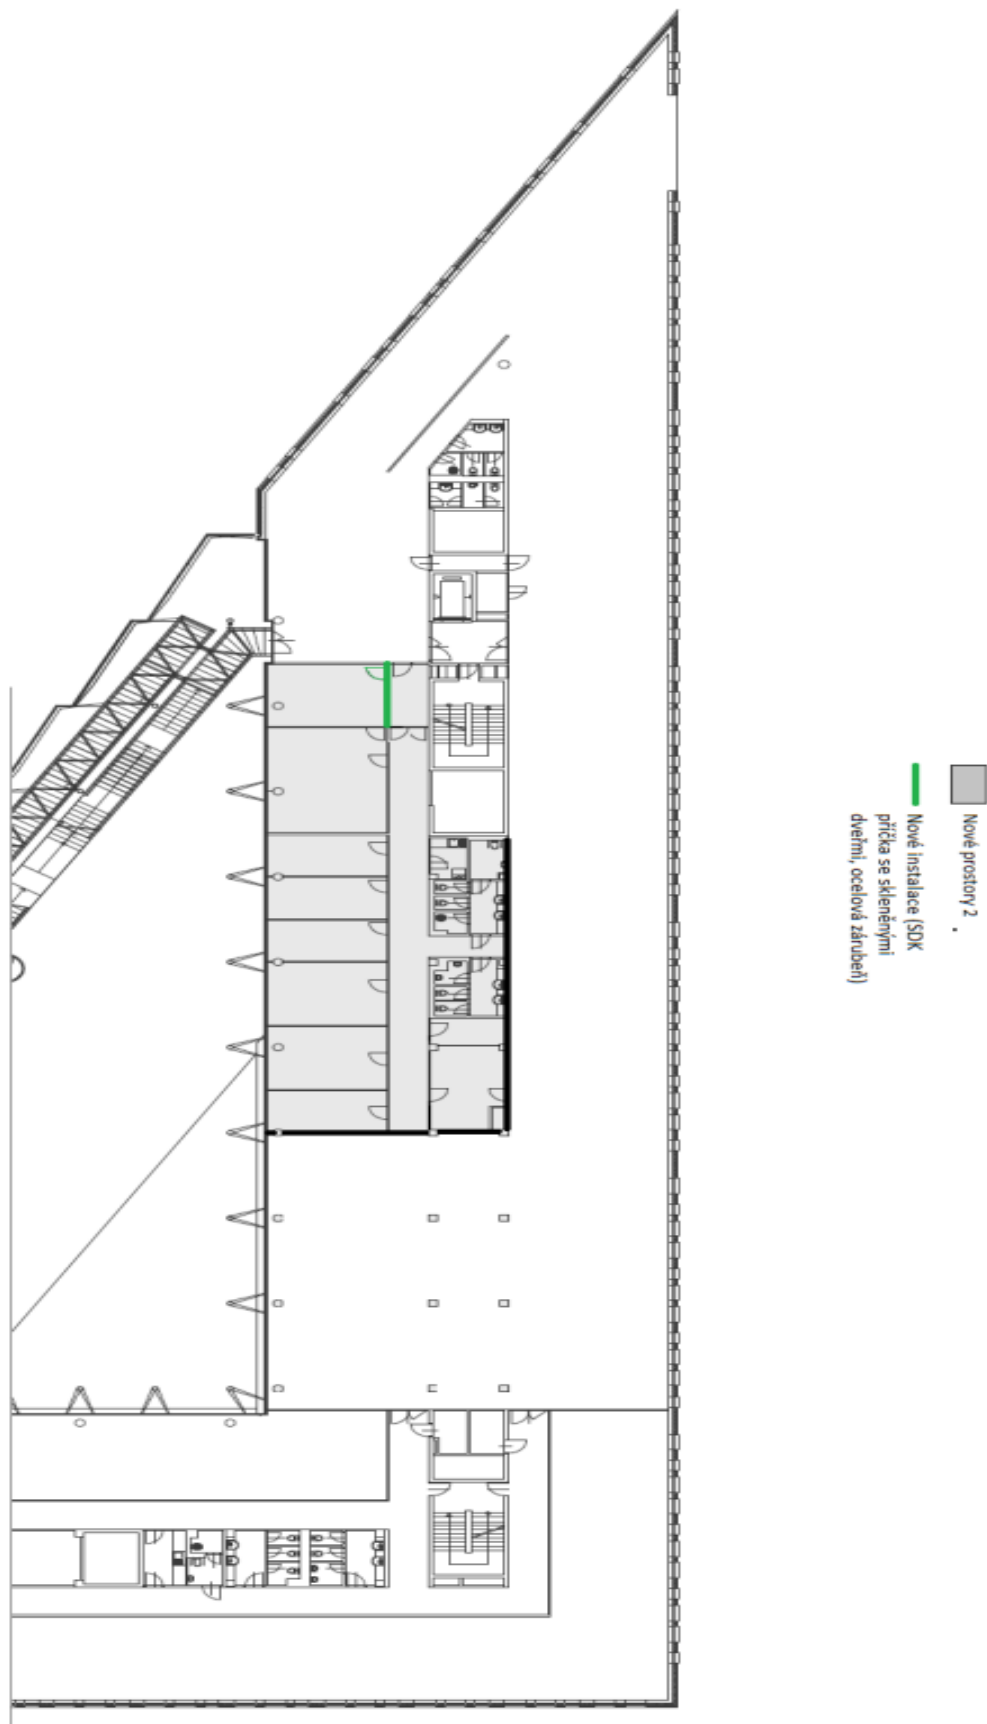 Nové prostory 2
.
Nové instalace (SDK
příčka se skleněnými
dveřmi, ocelová zárubeň)